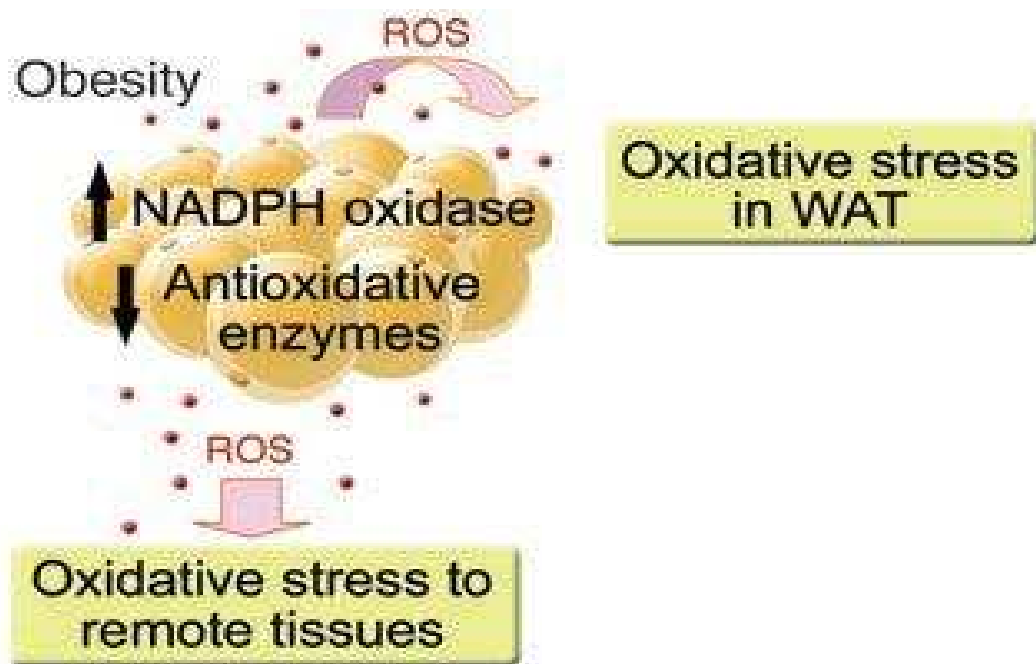 ROS
Obesity
Oxidative stress
in WAT
NADPH oxidase
Antioxidative
enzymes
ROS
Oxidative stress to
remote tissues